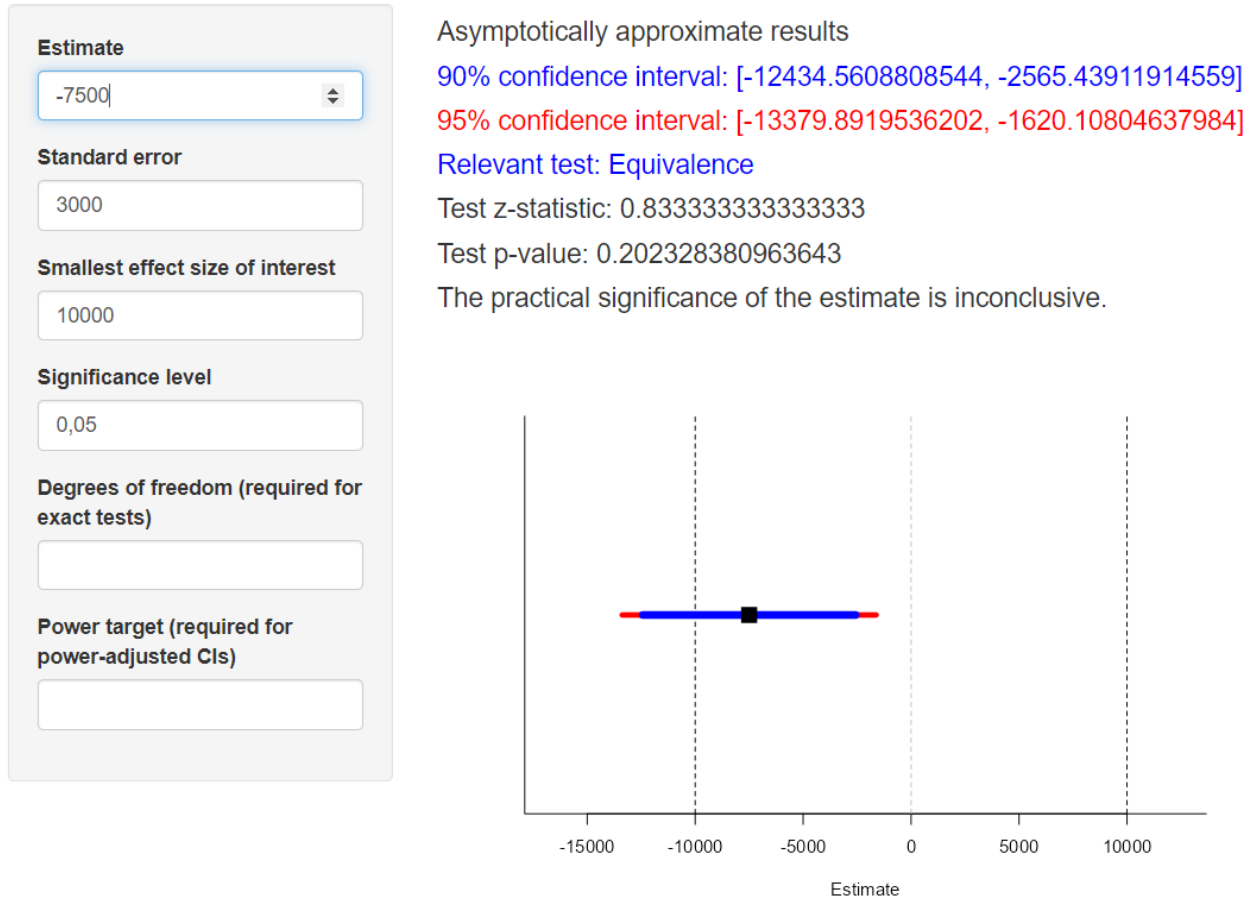 Estimate
-7500
Standard error
3000
Smallest effect size of interest
10000
Significance level
0,05
Degrees of freedom (required for
exact tests)
Power target (required for
power-adjusted CIs)
Asymptotically approximate results
90% confidence interval: [-12434.5608808544, -2565.43911914559]
95% confidence interval: [-13379.8919536202, -1620.10804637984]
Relevant test: Equivalence
Test z-statistic: 0.833333333333333
Test p-value: 0.202328380963643
The practical significance of the estimate is inconclusive.
-15000 -10000 -5000 0 5000 10000
Estimate